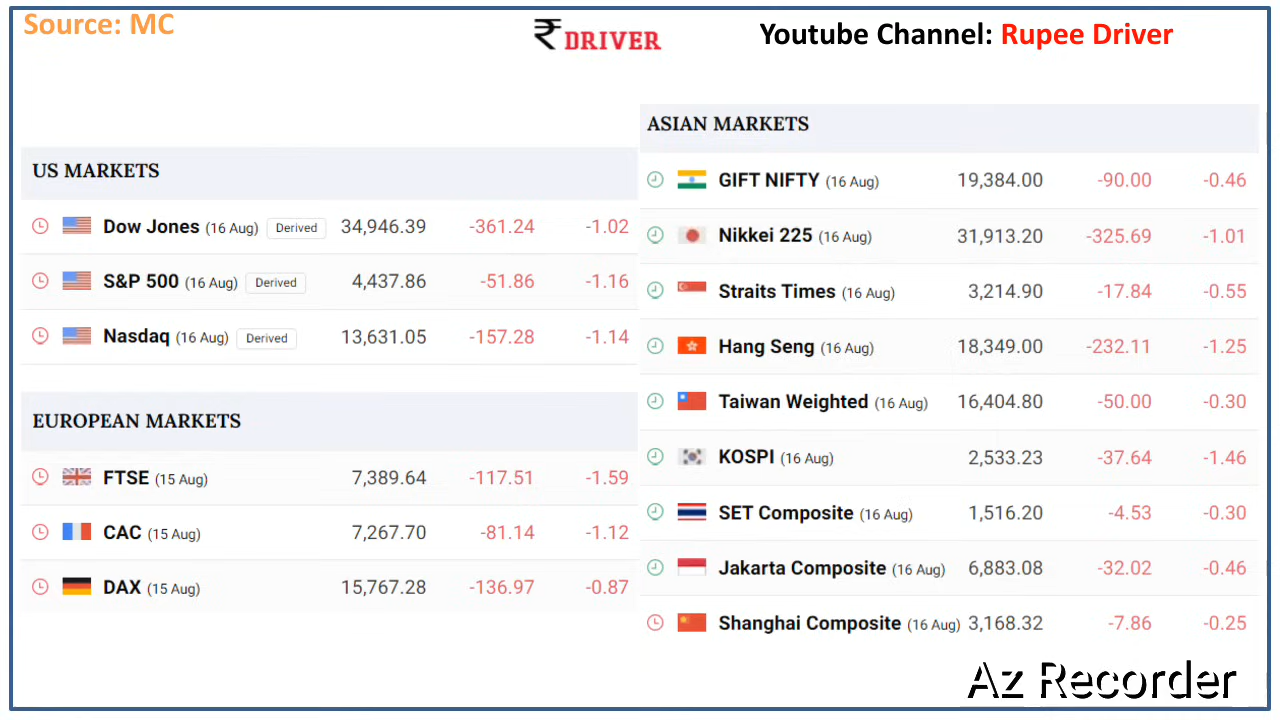 Source: MC
₹ DRIVER
Youtube Channel: Rupee Driver
US MARKETS
Dow Jones (16 Aug) Derived 34,946.39 -361.24 -1.02
S&P 500 (16 Aug) Derived 4,437.86 -51.86 -1.16
Nasdaq (16 Aug) Derived 13,631.05 -157.28 -1.14
EUROPEAN MARKETS
FTSE (15 Aug) 7,389.64 -117.51 -1.59
CAC (15 Aug) 7,267.70 -81.14 -1.12
DAX (15 Aug) 15,767.28 -136.97 -0.87
ASIAN MARKETS
GIFT NIFTY (16 Aug) 19,384.00 -90.00 -0.46
Nikkei 225 (16 Aug) 31,913.20 -325.69 -1.01
Straits Times (16 Aug) 3,214.90 -17.84 -0.55
Hang Seng (16 Aug) 18,349.00 -232.11 -1.25
Taiwan Weighted (16 Aug) 16,404.80 -50.00 -0.30
KOSPI (16 Aug) 2,533.23 -37.64 -1.46
SET Composite (16 Aug) 1,516.20 -4.53 -0.30
Jakarta Composite (16 Aug) 6,883.08 -32.02 -0.46
Shanghai Composite (16 Aug) 3,168.32 -7.86 -0.25
Az Recorder